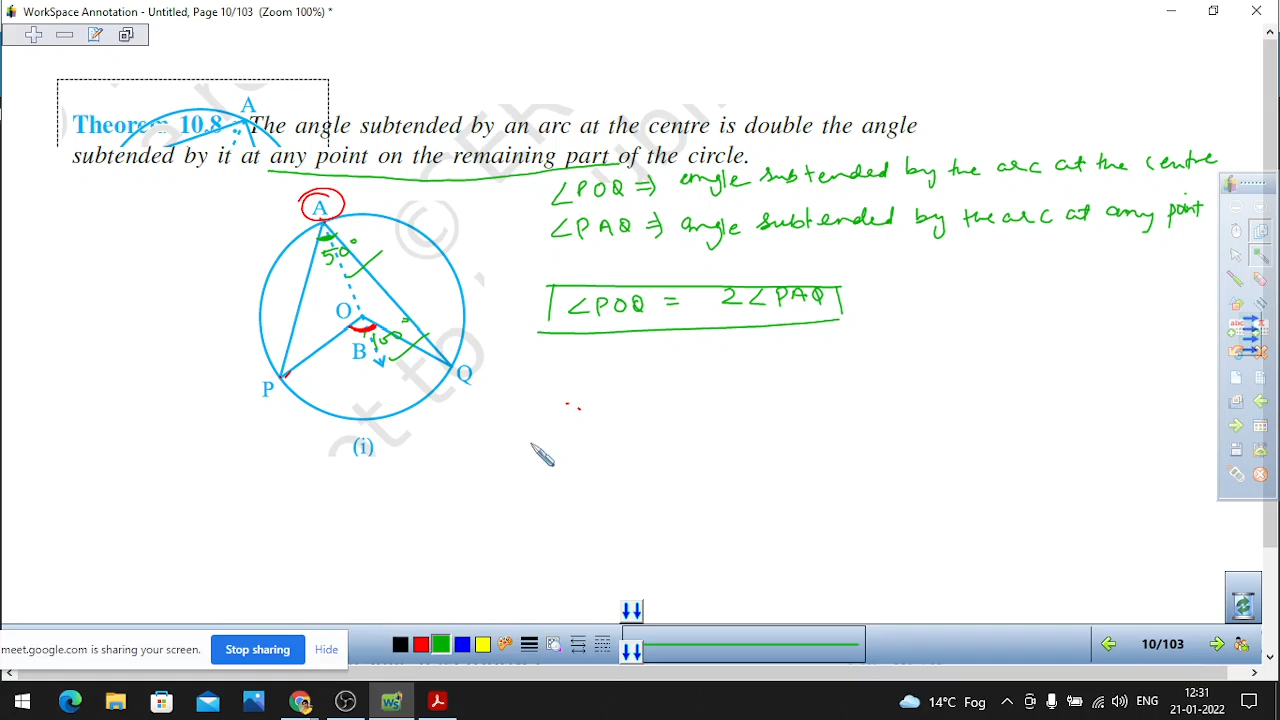 WorkSpace Annotation - Untitled, Page 10/103 (Zoom 100%) *
A
Theorem 10.8 : The angle subtended by an arc at the centre is double the angle
subtended by it at any point on the remaining part of the circle.
∠POQ ⇒ angle subtended by the arc at the centre
∠PAQ ⇒ angle subtended by the arc at any point
A
50°
O
∠POQ = 2∠PAQ
100°
B
P
Q
(i)
meet.google.com is sharing your screen.
Stop sharing
Hide
10/103
14°C Fog
ENG
12:31
21-01-2022